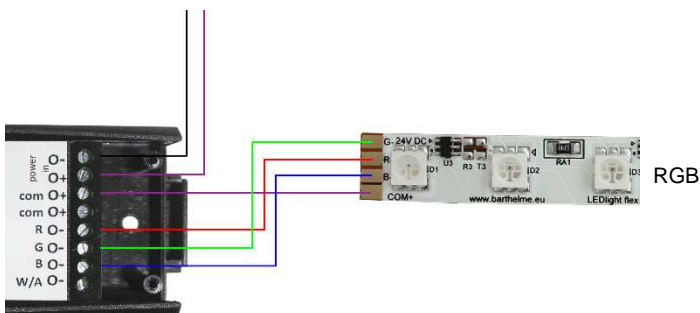 power in
O-
O+
com O+
com O+
R O-
G O-
B O-
W/A O-
G- 24V DC+
R
B-
COM+
D1
U3
R3 T3
D2
www.barthelme.eu
RA1
D3
LEDlight flex
RGB